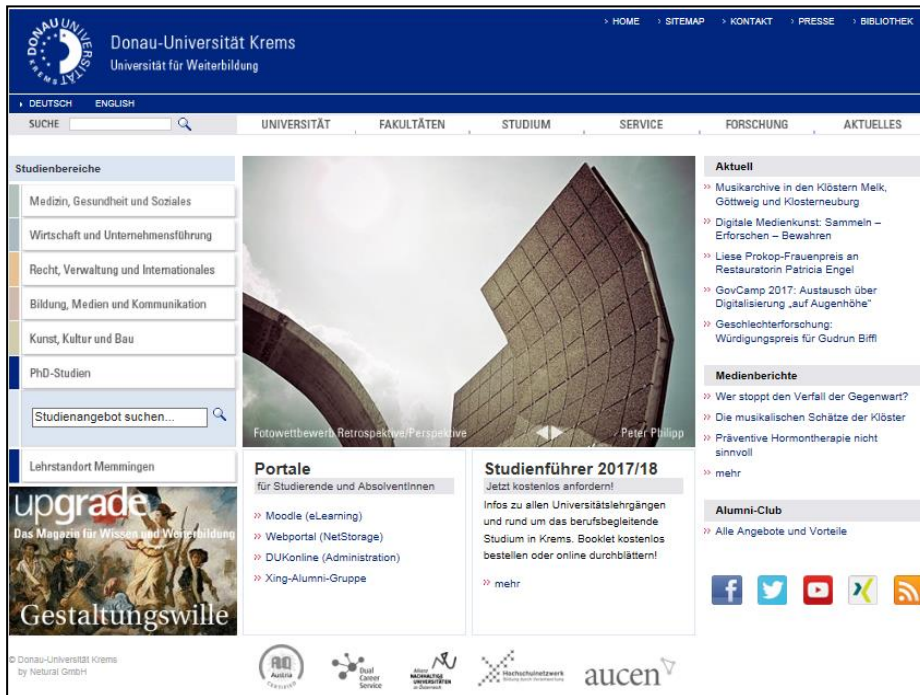 DONAU UNIVERSITÄT KREMS
Donau-Universität Krems
Universität für Weiterbildung
HOME SITEMAP KONTAKT PRESSE BIBLIOTHEK
DEUTSCH ENGLISH
SUCHE
UNIVERSITÄT FAKULTÄTEN STUDIUM SERVICE FORSCHUNG AKTUELLES
Studienbereiche
Medizin, Gesundheit und Soziales
Wirtschaft und Unternehmensführung
Recht, Verwaltung und Internationales
Bildung, Medien und Kommunikation
Kunst, Kultur und Bau
PhD-Studien
Studienangebot suchen...
Lehrstandort Memmingen
upgrade
Das Magazin für Wissen und Weiterbildung
Gestaltungswille
Fotowettbewerb Retrospektive/Perspektive
Peter Philipp
Portale
für Studierende und AbsolventInnen
» Moodle (eLearning)
» Webportal (NetStorage)
» DUKonline (Administration)
» Xing-Alumni-Gruppe
Studienführer 2017/18
Jetzt kostenlos anfordern!
Infos zu allen Universitätslehrgängen
und rund um das berufsbegleitende
Studium in Krems. Booklet kostenlos
bestellen oder online durchblättern!
» mehr
Aktuell
» Musikarchive in den Klöstern Melk,
Göttweig und Klosterneuburg
» Digitale Medienkunst: Sammeln –
Erforschen – Bewahren
» Liese Prokop-Frauenpreis an
Restauratorin Patricia Engel
» GovCamp 2017: Austausch über
Digitalisierung „auf Augenhöhe"
» Geschlechterforschung:
Würdigungspreis für Gudrun Biffl
Medienberichte
» Wer stoppt den Verfall der Gegenwart?
» Die musikalischen Schätze der Klöster
» Präventive Hormontherapie nicht
sinnvoll
» mehr
Alumni-Club
» Alle Angebote und Vorteile
© Donau-Universität Krems
by Netural GmbH
AQ
Austria
CERTIFIED
Dual
Career
Service
Allianz
NACHHALTIGE
UNIVERSITÄTEN
in Österreich
Hochschulnetzwerk
aucen